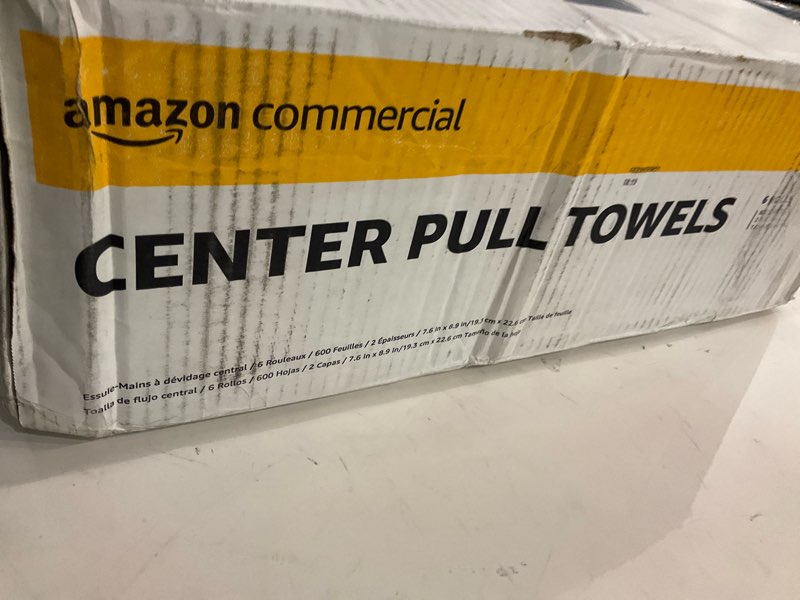 amazon commercial
CENTER PULL TOWELS
Essuie-Mains à dévidage central / 6 Rouleaux / 600 Feuilles / 2 Épaisseurs / 7.6 in x 8.9 in/19.3 cm x 22.6 cm Taille de feuille
Toalla de flujo central / 6 Rollos / 600 Hojas / 2 Capas / 7.6 in x 8.9 in/19.3 cm x 22.6 cm Tamaño de la hoja